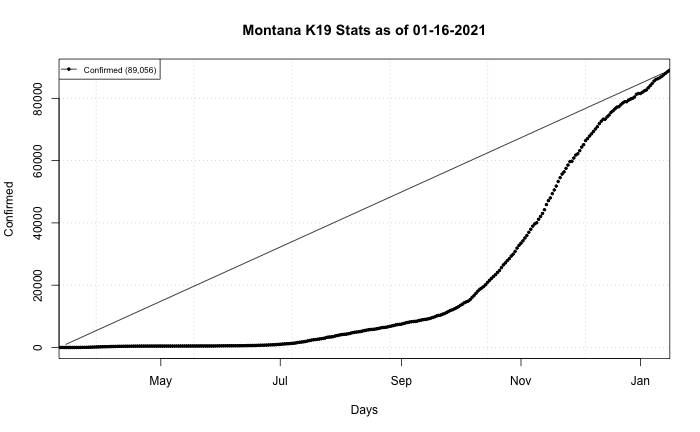 Montana K19 Stats as of 01-16-2021
Confirmed (89,056)
Confirmed
80000
60000
40000
20000
0
May
Jul
Sep
Nov
Jan
Days